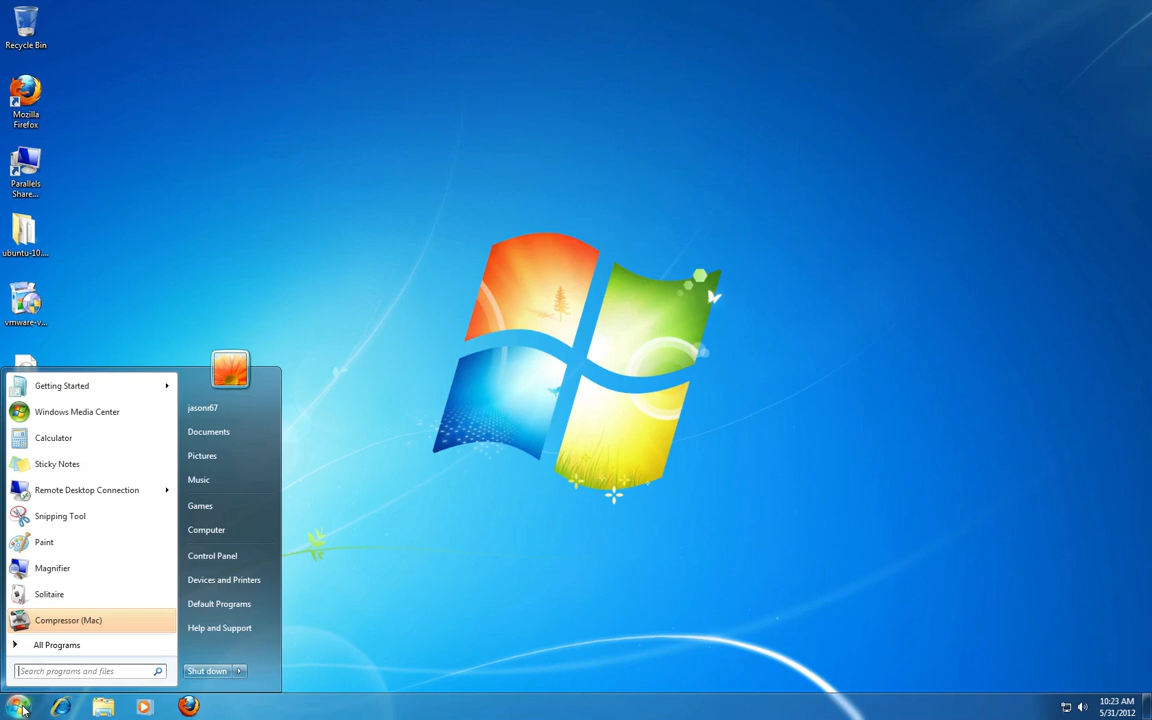 Recycle Bin
Mozilla
Firefox
Parallels
Share...
ubuntu-10....
vmware-v...
Getting Started
Windows Media Center
Calculator
Sticky Notes
Remote Desktop Connection
Snipping Tool
Paint
Magnifier
Solitaire
Compressor (Mac)
All Programs
Search programs and files
jasonr67
Documents
Pictures
Music
Games
Computer
Control Panel
Devices and Printers
Default Programs
Help and Support
Shut down
10:23 AM
5/31/2012